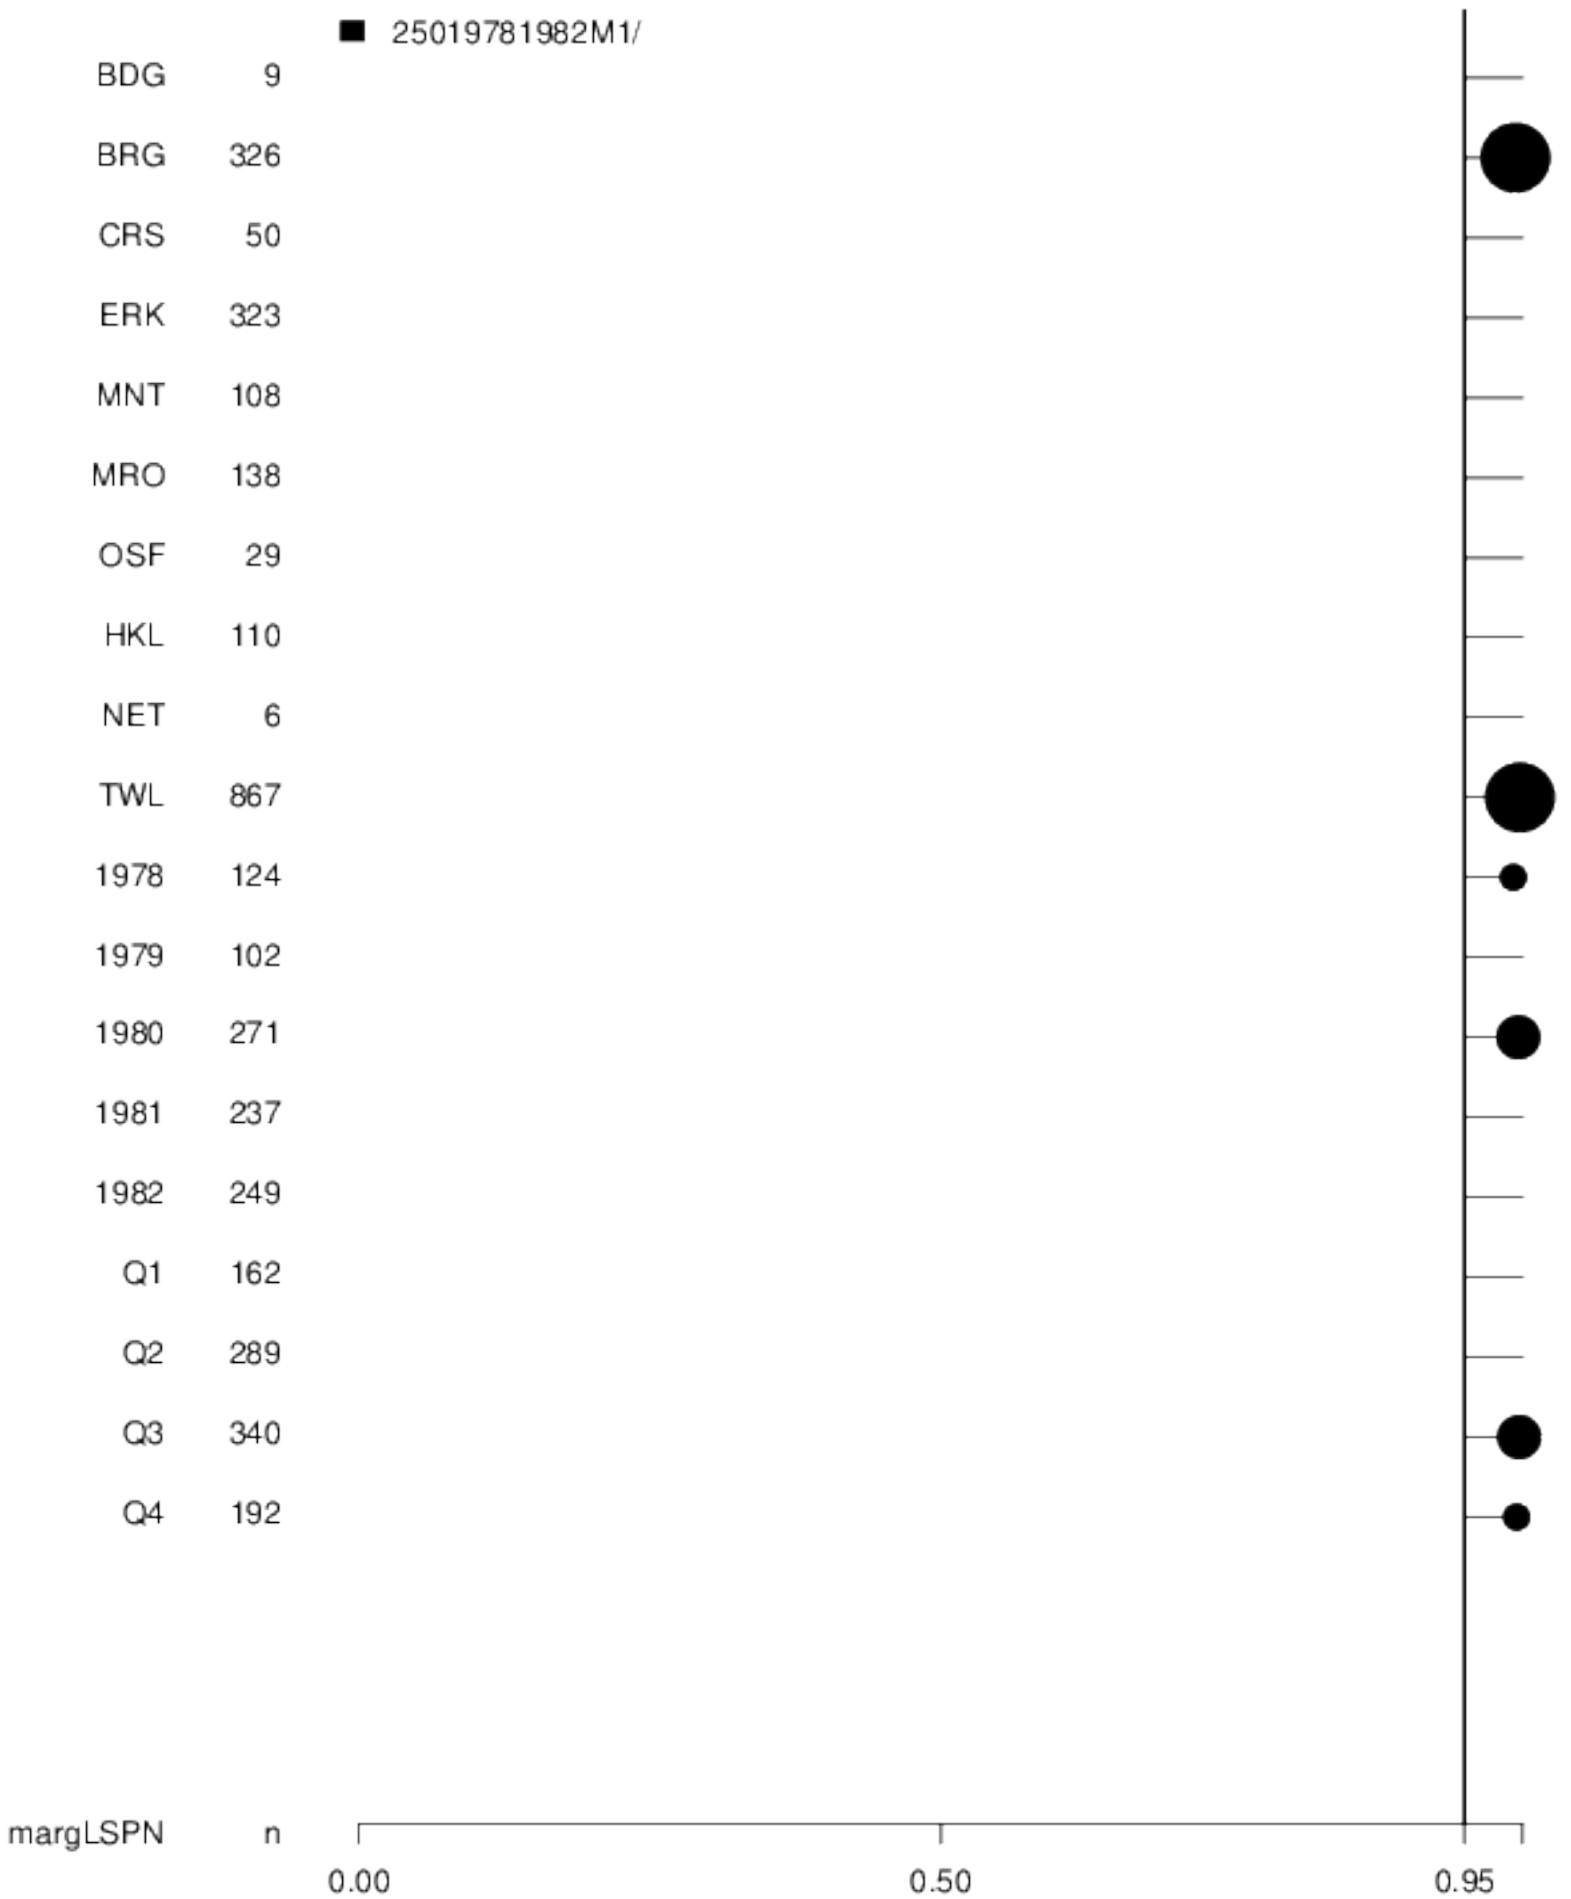 25019781982M1/
BDG 9
BRG 326
CRS 50
ERK 323
MNT 108
MRO 138
OSF 29
HKL 110
NET 6
TWL 867
1978 124
1979 102
1980 271
1981 237
1982 249
Q1 162
Q2 289
Q3 340
Q4 192
margLSPN n
0.00 0.50 0.95